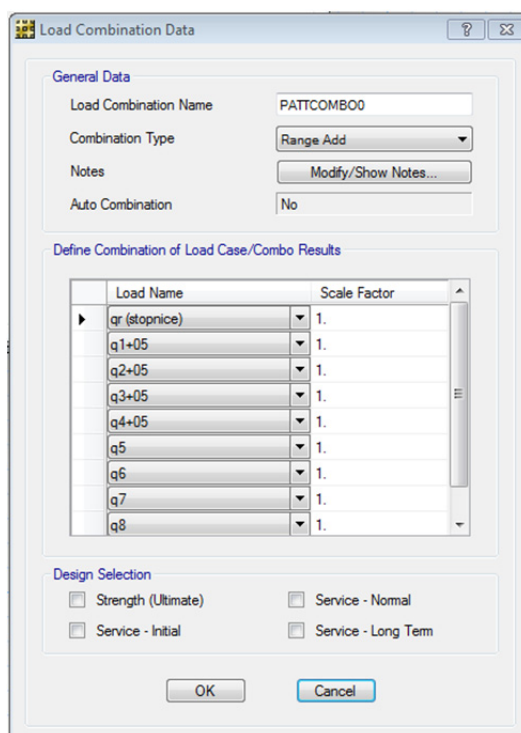 Load Combination Data
General Data
Load Combination Name PATTCOMBO0
Combination Type Range Add
Notes Modify/Show Notes...
Auto Combination No
Define Combination of Load Case/Combo Results
Load Name Scale Factor
qr (stopnice) 1.
q1+05 1.
q2+05 1.
q3+05 1.
q4+05 1.
q5 1.
q6 1.
q7 1.
q8 1.
Design Selection
Strength (Ultimate) Service - Normal
Service - Initial Service - Long Term
OK Cancel